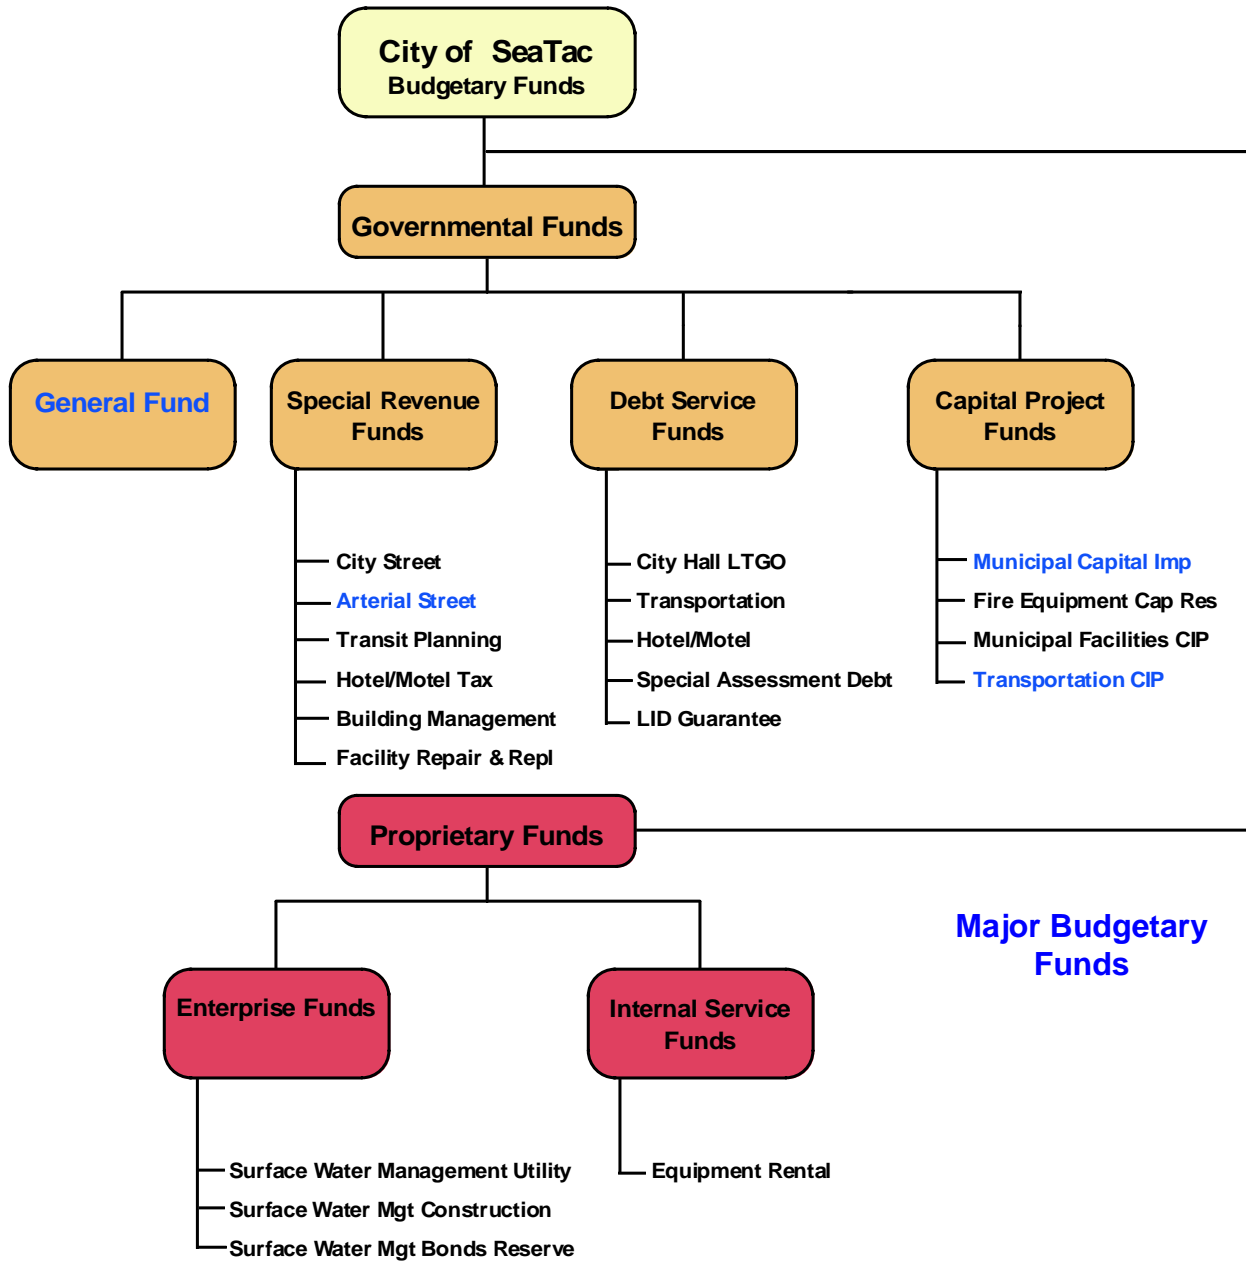 City of SeaTac
Budgetary Funds
Governmental Funds
General Fund
Special Revenue
Funds
Debt Service
Funds
Capital Project
Funds
City Street
Arterial Street
Transit Planning
Hotel/Motel Tax
Building Management
Facility Repair & Repl
City Hall LTGO
Transportation
Hotel/Motel
Special Assessment Debt
LID Guarantee
Municipal Capital Imp
Fire Equipment Cap Res
Municipal Facilities CIP
Transportation CIP
Proprietary Funds
Major Budgetary
Funds
Enterprise Funds
Internal Service
Funds
Surface Water Management Utility
Surface Water Mgt Construction
Surface Water Mgt Bonds Reserve
Equipment Rental